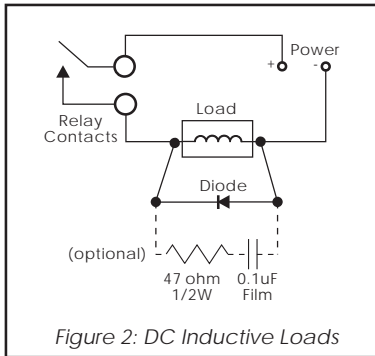 Power
+ -
Load
Relay
Contacts
Diode
(optional)
47 ohm
1/2W
0.1uF
Film
Figure 2: DC Inductive Loads